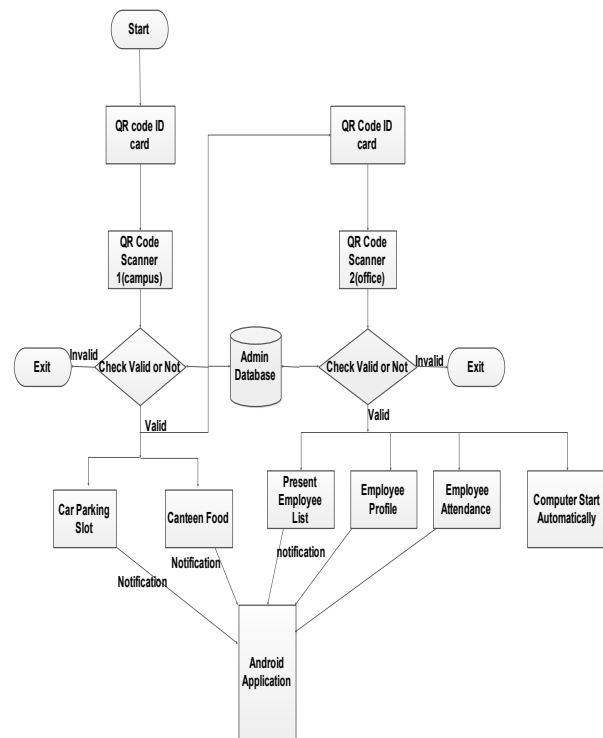 Start
QR code ID
card
QR Code ID
card
QR Code
Scanner
1(campus)
QR Code
Scanner
2(office)
Exit
Invalid
Check Valid or Not
Admin
Database
Check Valid or Not
Invalid
Exit
Valid
Valid
Car Parking
Slot
Canteen Food
Present
Employee
List
Employee
Profile
Employee
Attendance
Computer Start
Automatically
Notification
Notification
notification
Android
Application